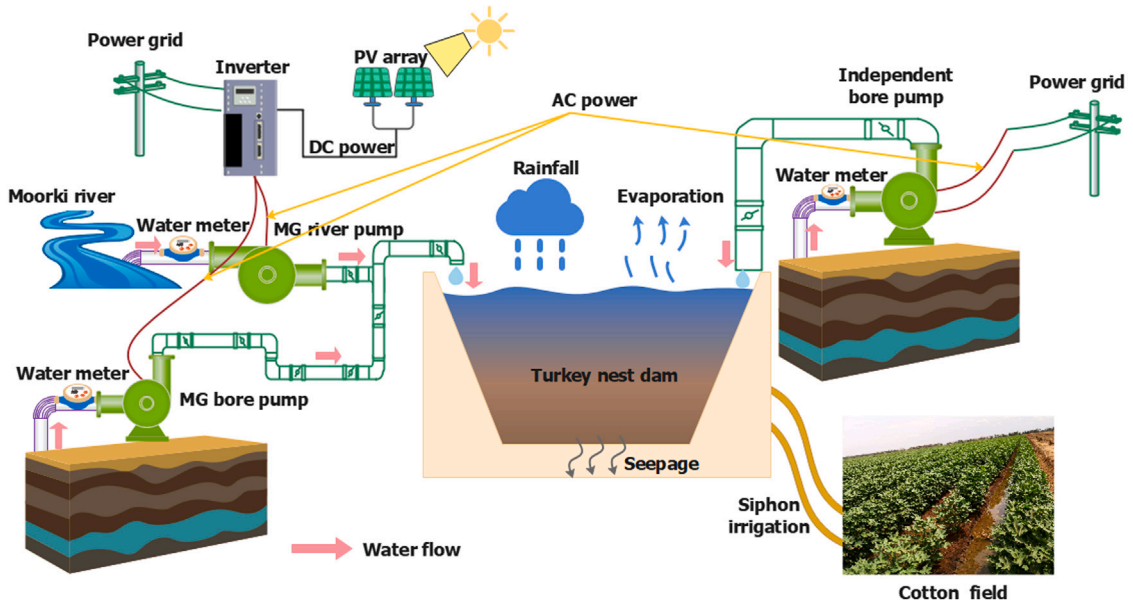 Power grid
Inverter
PV array
AC power
DC power
Independent
bore pump
Power grid
Moorki river
Water meter
MG river pump
Rainfall
Evaporation
Water meter
Water meter
MG bore pump
Turkey nest dam
Seepage
Siphon
irrigation
Water flow
Cotton field